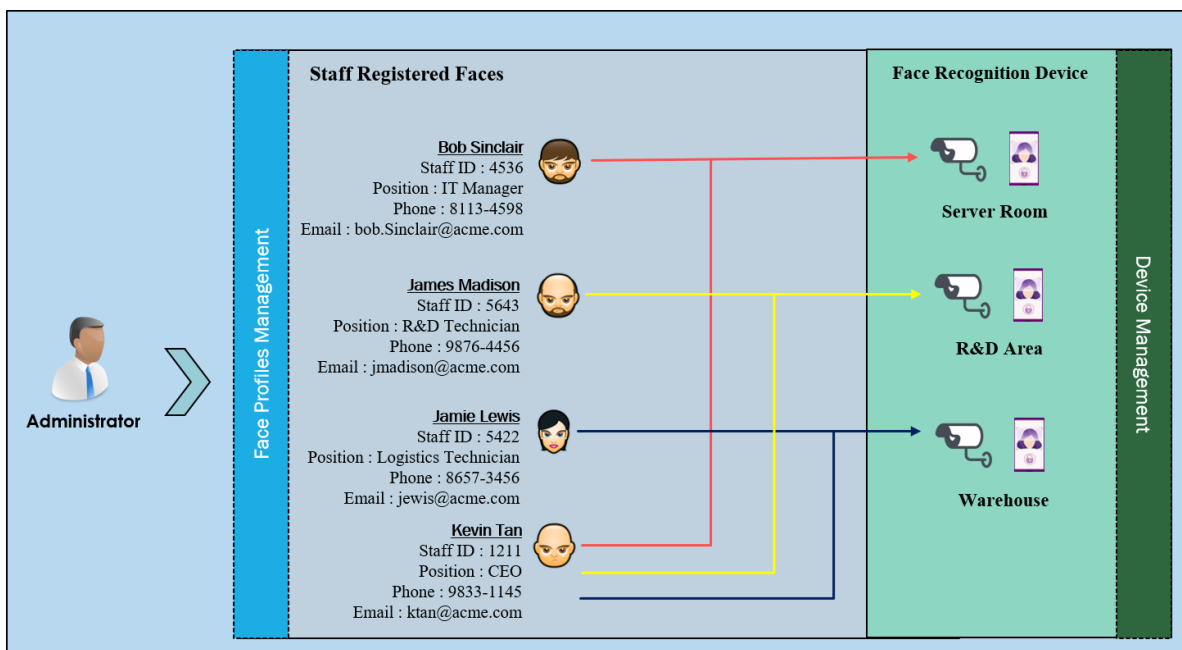 Administrator
Face Profiles Management
Staff Registered Faces
Bob Sinclair
Staff ID : 4536
Position : IT Manager
Phone : 8113-4598
Email : bob.Sinclair@acme.com
James Madison
Staff ID : 5643
Position : R&D Technician
Phone : 9876-4456
Email : jmadison@acme.com
Jamie Lewis
Staff ID : 5422
Position : Logistics Technician
Phone : 8657-3456
Email : jewis@acme.com
Kevin Tan
Staff ID : 1211
Position : CEO
Phone : 9833-1145
Email : ktan@acme.com
Face Recognition Device
Server Room
R&D Area
Warehouse
Device Management